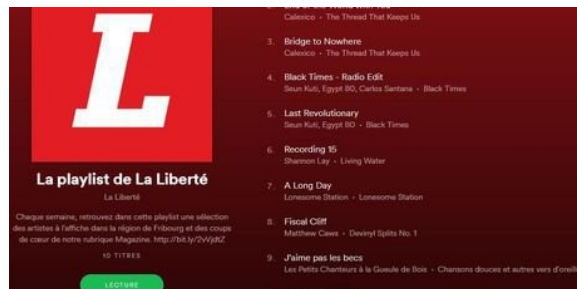 L
La playlist de La Liberté
La Liberté
Chaque semaine, retrouvez dans cette playlist une sélection
des artistes à l'affiche dans la région de Fribourg et des coups
de cœur de notre rubrique Magazine. http://bit.ly/2vVjdtZ
10 TITRES
LECTURE
Calexico • The Thread That Keeps Us
3. Bridge to Nowhere
Calexico • The Thread That Keeps Us
4. Black Times - Radio Edit
Seun Kuti, Egypt 80, Carlos Santana • Black Times
5. Last Revolutionary
Seun Kuti, Egypt 80 • Black Times
6. Recording 15
Shannon Lay • Living Water
7. A Long Day
Lonesome Station • Lonesome Station
8. Fiscal Cliff
Matthew Caws • Devinyl Splits No. 1
9. J'aime pas les becs
Les Petits Chanteurs à la Gueule de Bois • Chansons douces et autres vers d'oreille